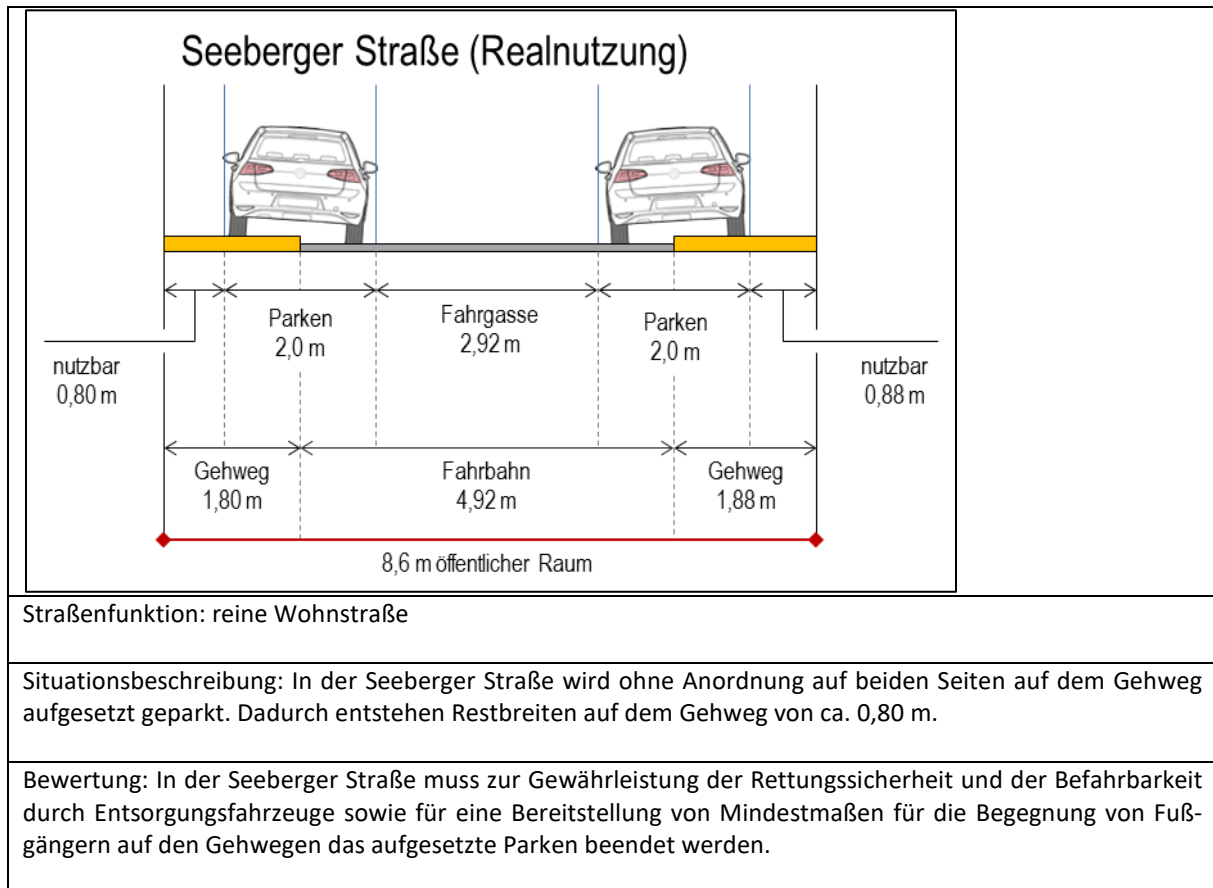 Seeberger Straße (Realnutzung)
Parken
2,0 m
Fahrgasse
2,92 m
Parken
2,0 m
nutzbar
0,80 m
nutzbar
0,88 m
Gehweg
1,80 m
Fahrbahn
4,92 m
Gehweg
1,88 m
8,6 m öffentlicher Raum
Straßenfunktion: reine Wohnstraße
Situationsbeschreibung: In der Seeberger Straße wird ohne Anordnung auf beiden Seiten auf dem Gehweg
aufgesetzt geparkt. Dadurch entstehen Restbreiten auf dem Gehweg von ca. 0,80 m.
Bewertung: In der Seeberger Straße muss zur Gewährleistung der Rettungssicherheit und der Befahrbarkeit
durch Entsorgungsfahrzeuge sowie für eine Bereitstellung von Mindestmaßen für die Begegnung von Fuß-
gängern auf den Gehwegen das aufgesetzte Parken beendet werden.